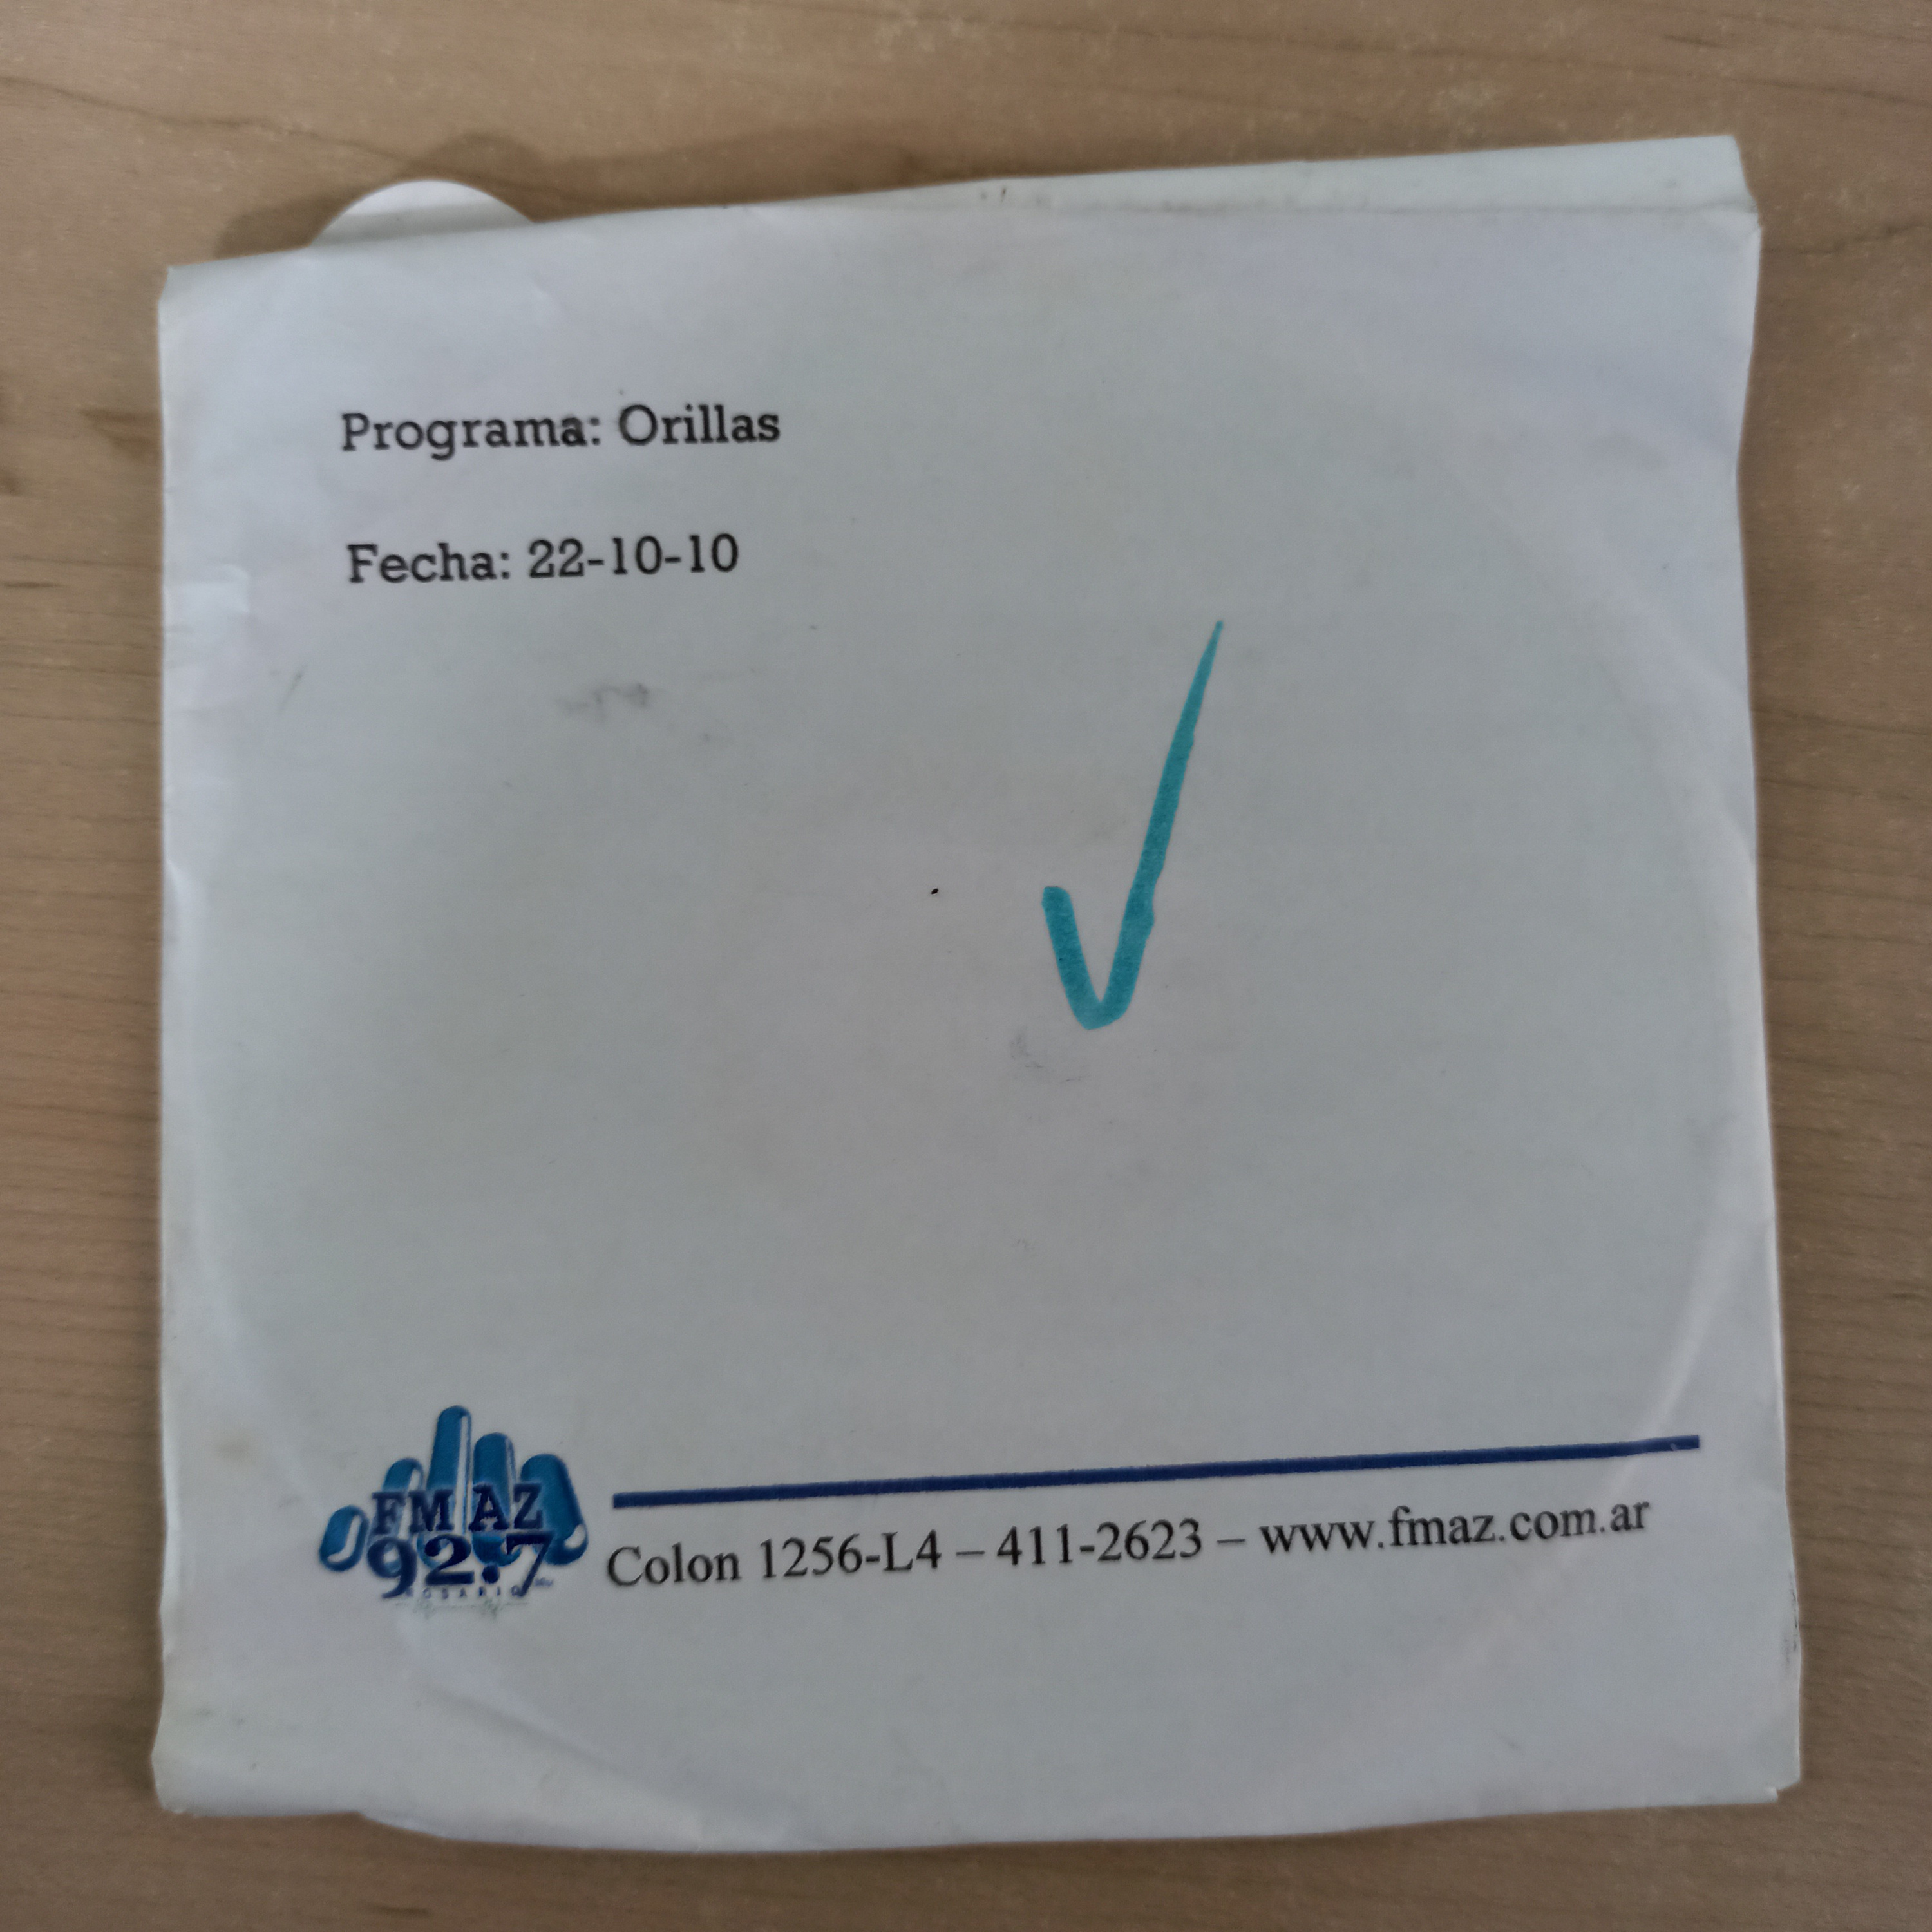 Programa: Orillas
Fecha: 22-10-10
FM AZ
92.7
ROSARIO
Colon 1256-L4 – 411-2623 – www.fmaz.com.ar